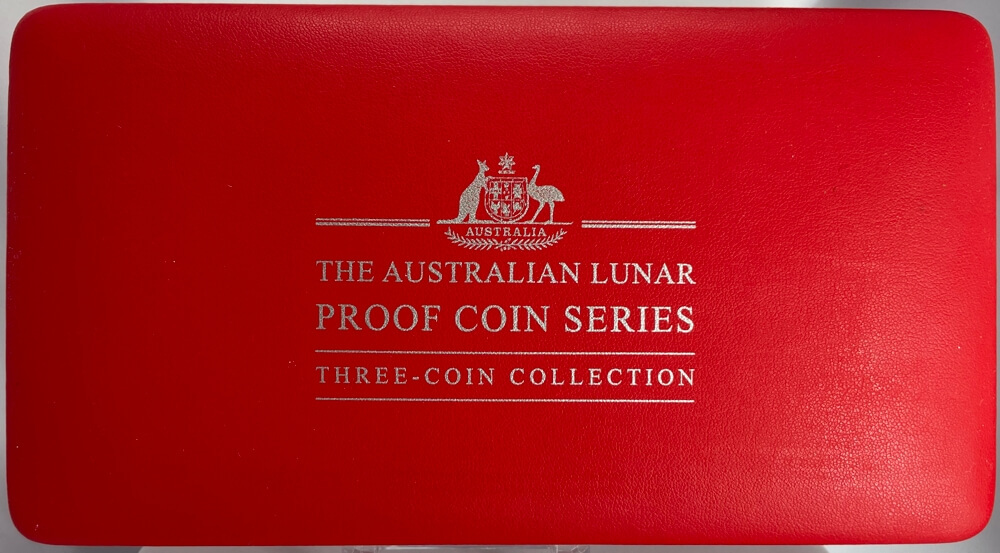 AUSTRALIA
THE AUSTRALIAN LUNAR
PROOF COIN SERIES
THREE-COIN COLLECTION